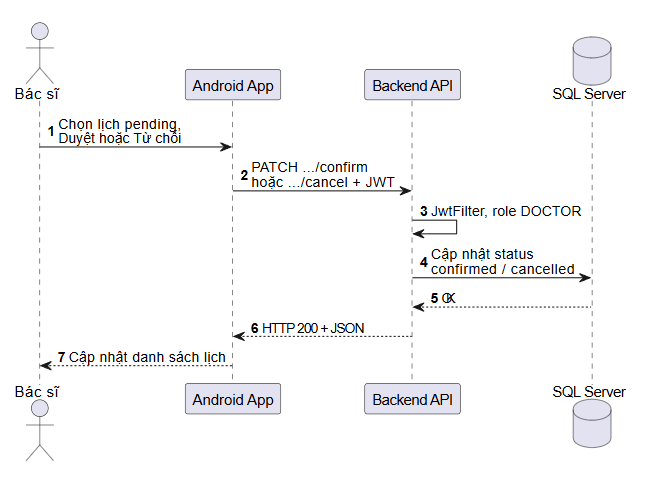 Bác sĩ
Android App
Backend API
SQL Server
1 Chọn lịch pending,
Duyệt hoặc Từ chối
2 PATCH .../confirm
hoặc .../cancel + JWT
3 JwtFilter, role DOCTOR
4 Cập nhật status
confirmed / cancelled
5 OK
6 HTTP 200 + JSON
7 Cập nhật danh sách lịch
Bác sĩ
Android App
Backend API
SQL Server